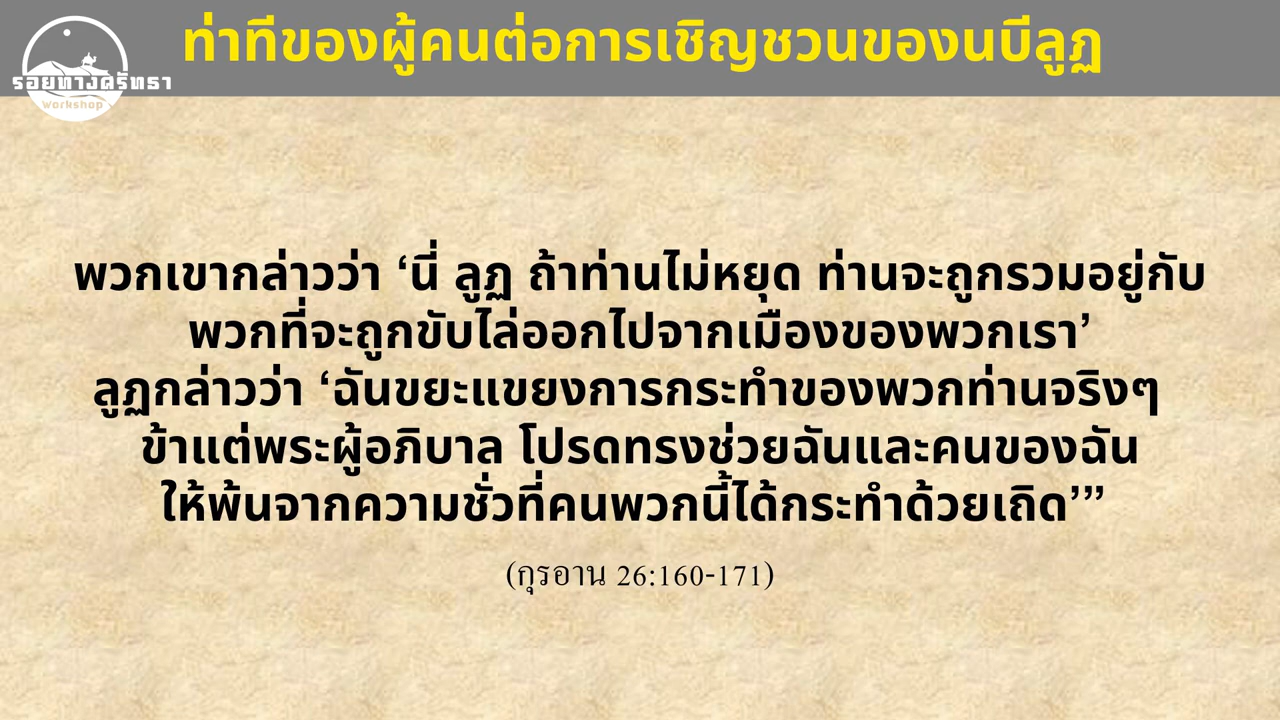 ท่าทีของผู้คนต่อการเชิญชวนของนบีลูฏ
รอยทางศรัทธา
Workshop
พวกเขากล่าวว่า ‘นี่ ลูฏ ถ้าท่านไม่หยุด ท่านจะถูกรวมอยู่กับ
พวกที่จะถูกขับไล่ออกไปจากเมืองของพวกเรา’
ลูฏกล่าวว่า ‘ฉันขยะแขยงการกระทำของพวกท่านจริงๆ
ข้าแต่พระผู้อภิบาล โปรดทรงช่วยฉันและคนของฉัน
ให้พ้นจากความชั่วที่คนพวกนี้ได้กระทำด้วยเถิด’”
(กุรอาน 26:160-171)